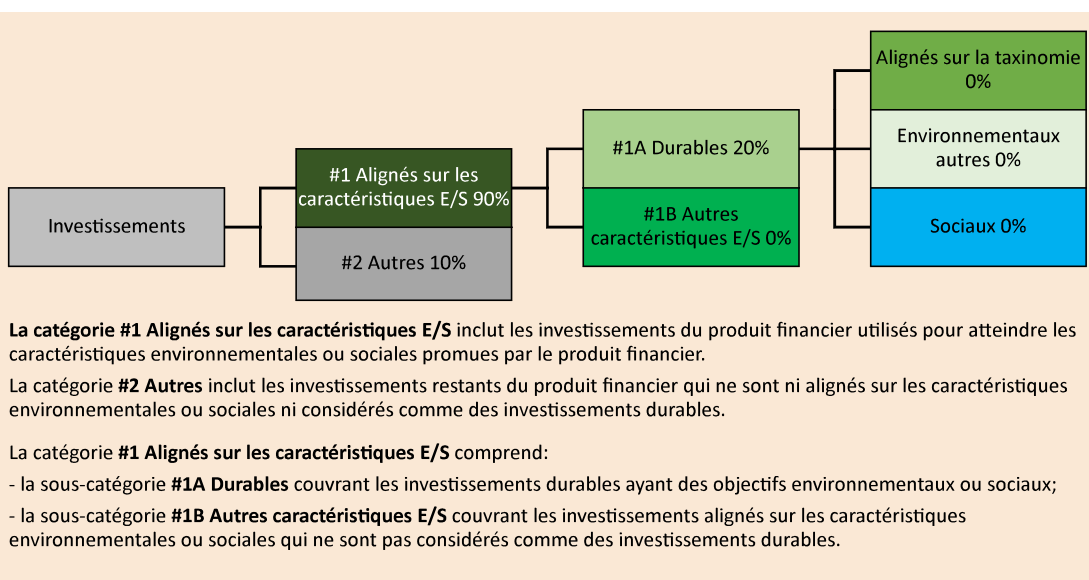 Investissements
#1 Alignés sur les
caractéristiques E/S 90%
#2 Autres 10%
#1A Durables 20%
#1B Autres
caractéristiques E/S 0%
Alignés sur la taxinomie
0%
Environnementaux
autres 0%
Sociaux 0%
La catégorie #1 Alignés sur les caractéristiques E/S inclut les investissements du produit financier utilisés pour atteindre les
caractéristiques environnementales ou sociales promues par le produit financier.
La catégorie #2 Autres inclut les investissements restants du produit financier qui ne sont ni alignés sur les caractéristiques
environnementales ou sociales ni considérés comme des investissements durables.
La catégorie #1 Alignés sur les caractéristiques E/S comprend:
- la sous-catégorie #1A Durables couvrant les investissements durables ayant des objectifs environnementaux ou sociaux;
- la sous-catégorie #1B Autres caractéristiques E/S couvrant les investissements alignés sur les caractéristiques
environnementales ou sociales qui ne sont pas considérés comme des investissements durables.